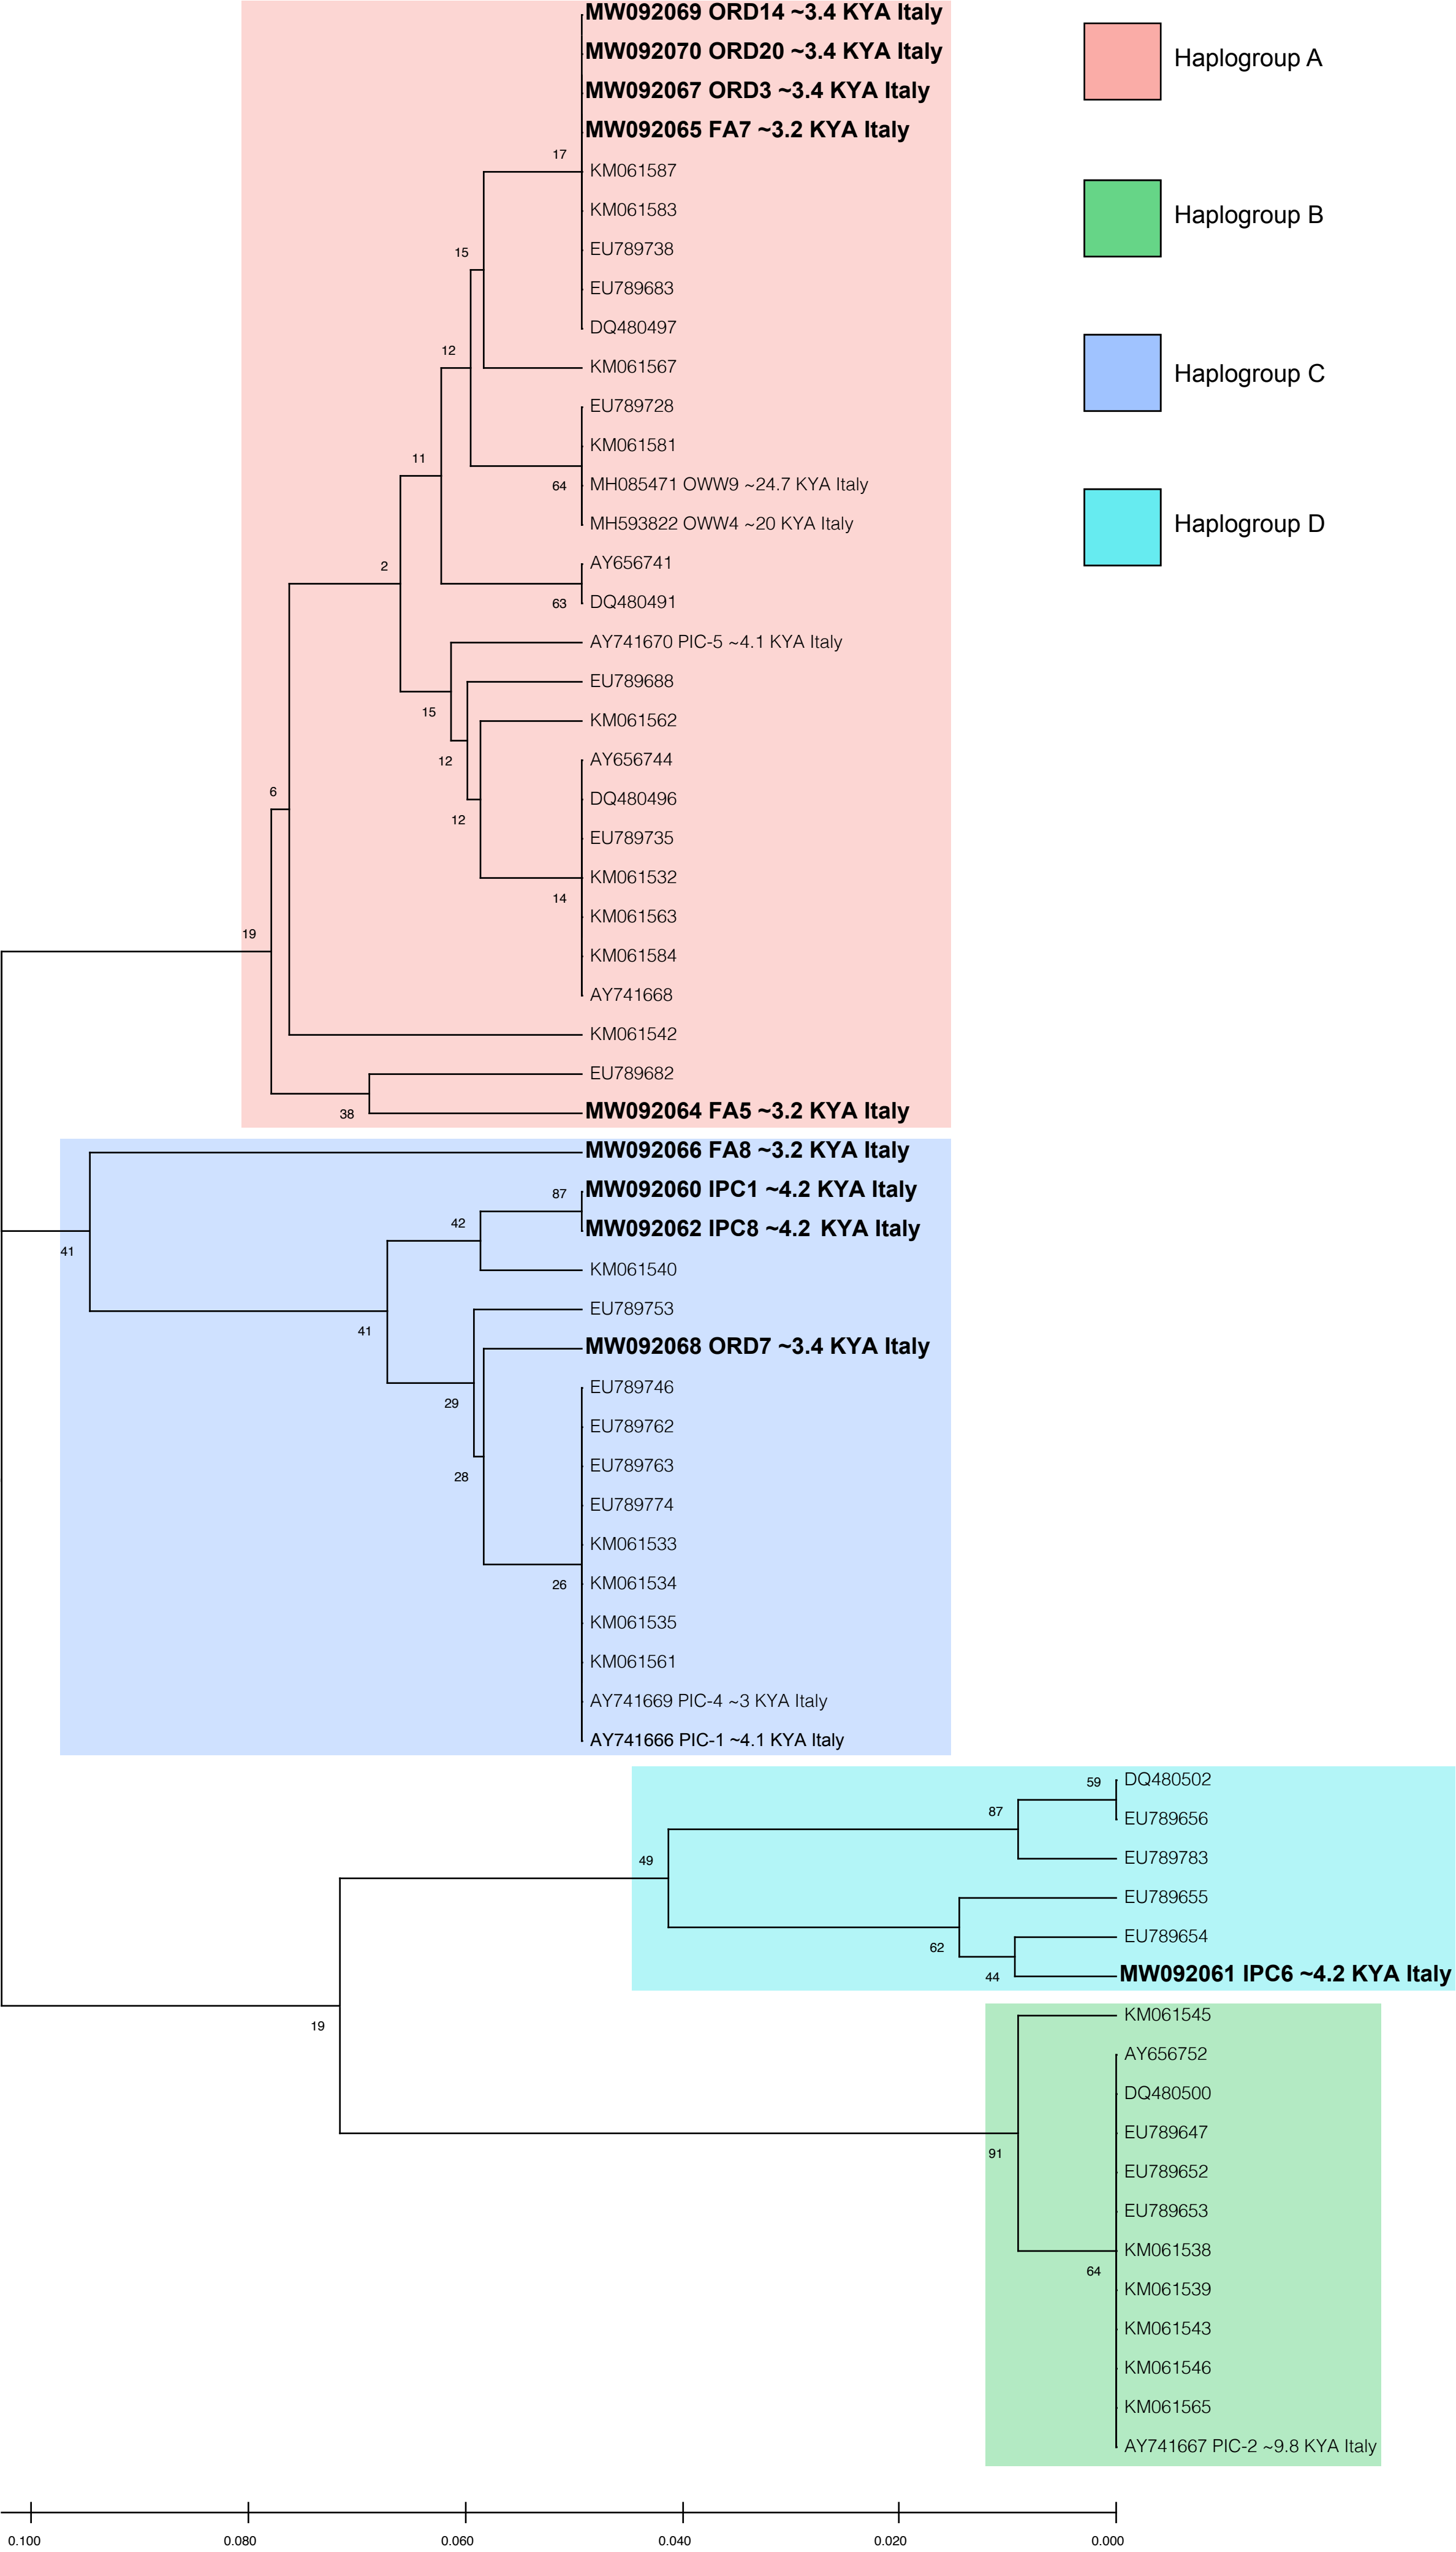 MW092069 ORD14 ~3.4 KYA Italy
MW092070 ORD20 ~3.4 KYA Italy
MW092067 ORD3 ~3.4 KYA Italy
MW092065 FA7 ~3.2 KYA Italy
17
KM061587
KM061583
15
EU789738
EU789683
DQ480497
12
KM061567
EU789728
11
KM061581
64
MH085471 OWW9 ~24.7 KYA Italy
MH593822 OWW4 ~20 KYA Italy
2
AY656741
63
DQ480491
AY741670 PIC-5 ~4.1 KYA Italy
EU789688
15
KM061562
12
AY656744
6
DQ480496
12
EU789735
KM061532
14
KM061563
19
KM061584
AY741668
KM061542
EU789682
38
MW092064 FA5 ~3.2 KYA Italy
MW092066 FA8 ~3.2 KYA Italy
87
MW092060 IPC1 ~4.2 KYA Italy
42
MW092062 IPC8 ~4.2 KYA Italy
41
KM061540
EU789753
41
MW092068 ORD7 ~3.4 KYA Italy
EU789746
29
EU789762
EU789763
28
EU789774
KM061533
26
KM061534
KM061535
KM061561
AY741669 PIC-4 ~3 KYA Italy
AY741666 PIC-1 ~4.1 KYA Italy
59
DQ480502
87
EU789656
49
EU789783
EU789655
EU789654
62
44
MW092061 IPC6 ~4.2 KYA Italy
KM061545
19
AY656752
DQ480500
EU789647
91
EU789652
EU789653
KM061538
64
KM061539
KM061543
KM061546
KM061565
AY741667 PIC-2 ~9.8 KYA Italy
0.100 0.080 0.060 0.040 0.020 0.000
Haplogroup A
Haplogroup B
Haplogroup C
Haplogroup D